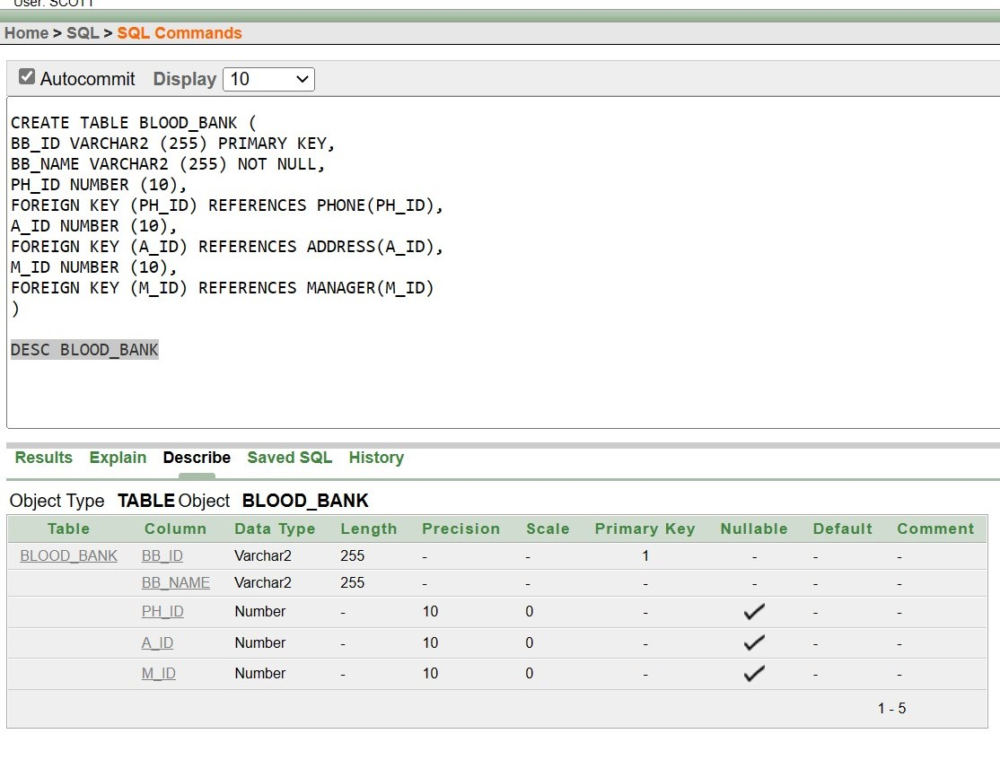 User: SCOTT
Home > SQL > SQL Commands
Autocommit Display 10
CREATE TABLE BLOOD_BANK (
BB_ID VARCHAR2 (255) PRIMARY KEY,
BB_NAME VARCHAR2 (255) NOT NULL,
PH_ID NUMBER (10),
FOREIGN KEY (PH_ID) REFERENCES PHONE(PH_ID),
A_ID NUMBER (10),
FOREIGN KEY (A_ID) REFERENCES ADDRESS(A_ID),
M_ID NUMBER (10),
FOREIGN KEY (M_ID) REFERENCES MANAGER(M_ID)
)
DESC BLOOD_BANK
Results Explain Describe Saved SQL History
Object Type TABLE Object BLOOD_BANK
Table Column Data Type Length Precision Scale Primary Key Nullable Default Comment
BLOOD_BANK BB_ID Varchar2 255 - - 1 - - -
BB_NAME Varchar2 255 - - - - - -
PH_ID Number - 10 0 - ✓ - -
A_ID Number - 10 0 - ✓ - -
M_ID Number - 10 0 - ✓ - -
1 - 5